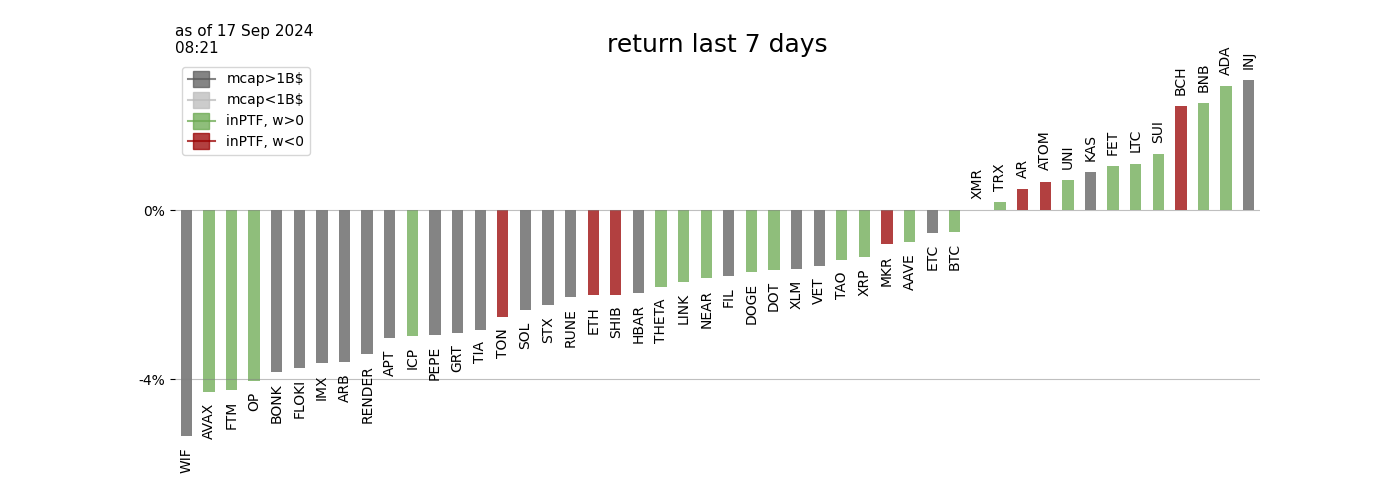 as of 17 Sep 2024
08:21
return last 7 days
mcap>1B$
mcap<1B$
inPTF, w>0
inPTF, w<0
0%
-4%
WIF
AVAX
FTM
OP
BONK
FLOKI
IMX
ARB
RENDER
APT
ICP
PEPE
GRT
TIA
TON
SOL
STX
RUNE
ETH
SHIB
HBAR
THETA
LINK
NEAR
FIL
DOGE
DOT
XLM
VET
TAO
XRP
MKR
AAVE
ETC
BTC
XMR
TRX
AR
ATOM
UNI
KAS
FET
LTC
SUI
BCH
BNB
ADA
INJ